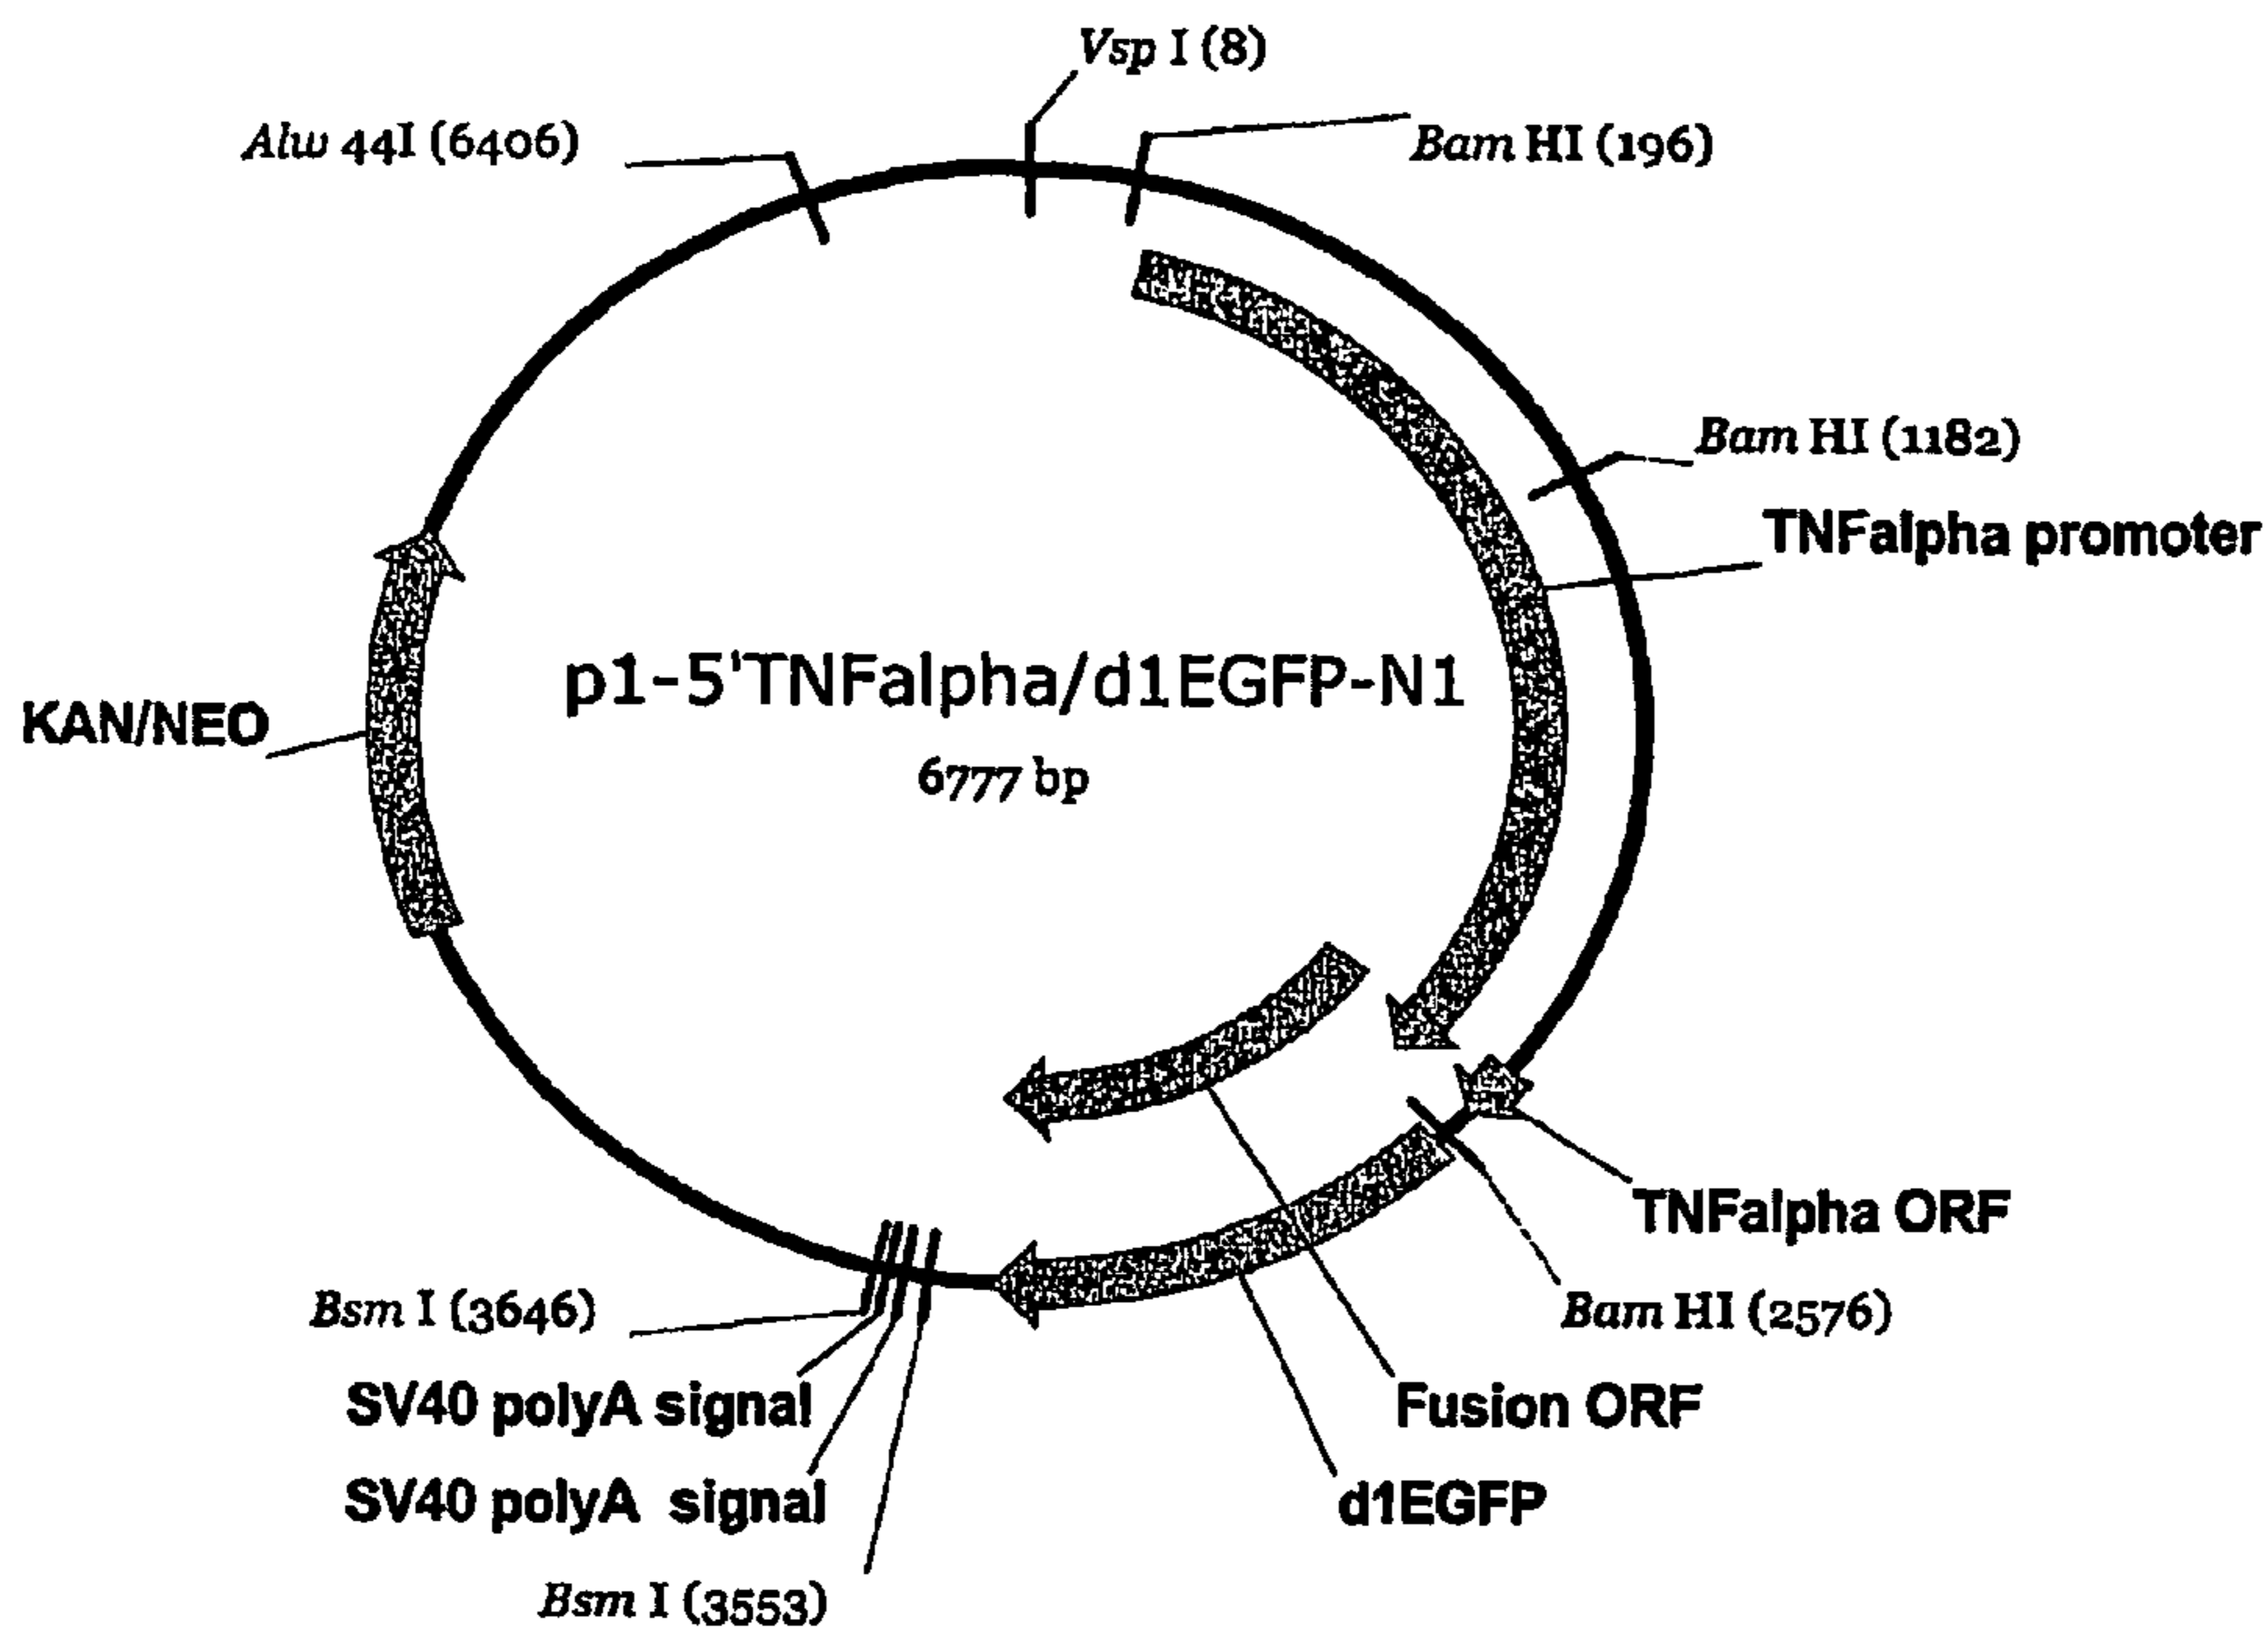 Vsp I (8)
Alw 44I (6406)
Bam HI (196)
Bam HI (1182)
TNFalpha promoter
p1-5'TNFalpha/d1EGFP-N1
6777 bp
KAN/NEO
TNFalpha ORF
Bsm I (3646)
Bam HI (2576)
SV40 polyA signal
Fusion ORF
SV40 polyA signal
d1EGFP
Bsm I (3553)